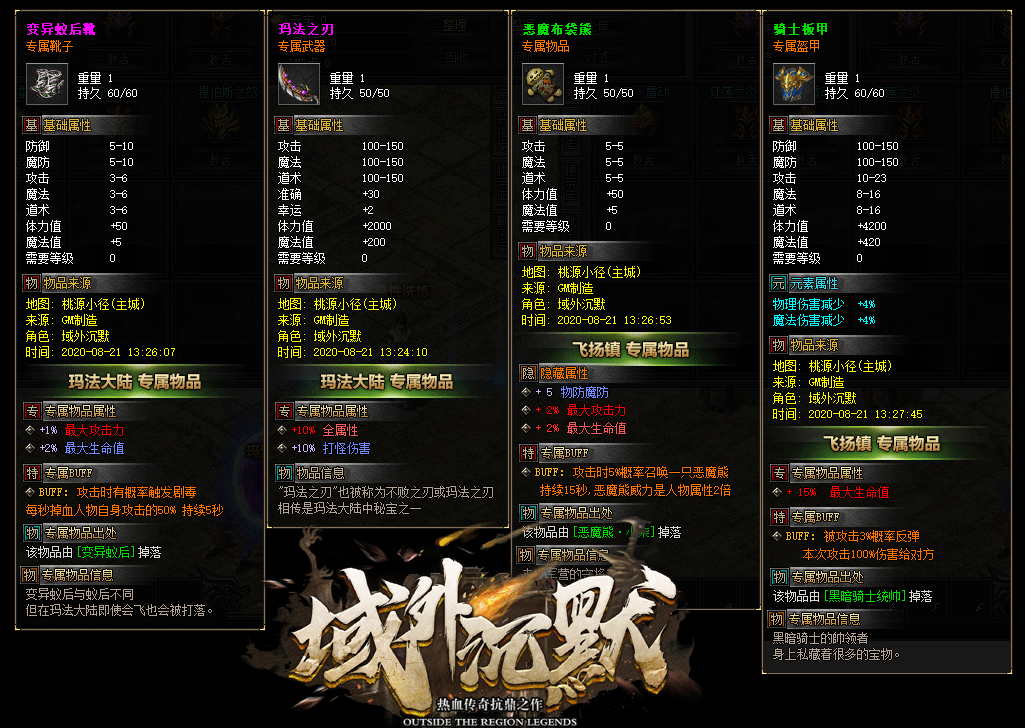 变异蚁后靴
专属靴子
重量 1
持久 60/60
基 基础属性
防御 5-10
魔防 5-10
攻击 3-6
魔法 3-6
道术 3-6
体力值 +50
魔法值 +5
需要等级 0
物 物品来源
地图: 桃源小径(主城)
来源: GM制造
角色: 域外沉默
时间: 2020-08-21 13:26:07
玛法大陆 专属物品
专 专属物品属性
+1% 最大攻击力
+2% 最大生命值
特 专属BUFF
BUFF: 攻击时有概率触发剧毒
每秒掉血人物自身攻击的50% 持续5秒
物 专属物品出处
该物品由[变异蚁后]掉落
物 专属物品信息
变异蚁后与蚁后不同
但在玛法大陆即使会飞也会被打落。
玛法之刃
专属武器
重量 1
持久 50/50
基 基础属性
攻击 100-150
魔法 100-150
道术 100-150
准确 +30
幸运 +2
体力值 +2000
魔法值 +200
需要等级 0
物 物品来源
地图: 桃源小径(主城)
来源: GM制造
角色: 域外沉默
时间: 2020-08-21 13:24:10
玛法大陆 专属物品
专 专属物品属性
+10% 全属性
+10% 打怪伤害
物 物品信息
"玛法之刃"也被称为不败之刃或玛法之刃
相传是玛法大陆中秘宝之一
恶魔布袋熊
专属物品
重量 1
持久 50/50
基 基础属性
攻击 5-5
魔法 5-5
道术 5-5
体力值 +50
魔法值 +5
需要等级 0
物 物品来源
地图: 桃源小径(主城)
来源: GM制造
角色: 域外沉默
时间: 2020-08-21 13:26:53
飞扬镇 专属物品
隐 隐藏属性
+ 5 物防魔防
+ 2% 最大攻击力
+ 2% 最大生命值
特 专属BUFF
BUFF: 攻击时5%概率召唤一只恶魔熊
持续15秒,恶魔熊威力是人物属性2倍
物 专属物品出处
该物品由[恶魔熊·
掉落
物 专属物品信息
骑士板甲
专属盔甲
重量 1
持久 60/60
基 基础属性
防御 100-150
魔防 100-150
攻击 10-23
魔法 8-16
道术 8-16
体力值 +4200
魔法值 +420
需要等级 0
元 元素属性
物理伤害减少 +4%
魔法伤害减少 +4%
物 物品来源
地图: 桃源小径(主城)
来源: GM制造
角色: 域外沉默
时间: 2020-08-21 13:27:45
飞扬镇 专属物品
专 专属物品属性
+ 15% 最大生命值
特 专属BUFF
BUFF: 被攻击3%概率反弹
本次攻击100%伤害给对方
物 专属物品出处
该物品由[黑暗骑士统帅]掉落
物 专属物品信息
黑暗骑士的帅领者
身上私藏着很多的宝物。
域外沉默
热血传奇抗鼎之作
OUTSIDE THE REGION LEGENDS